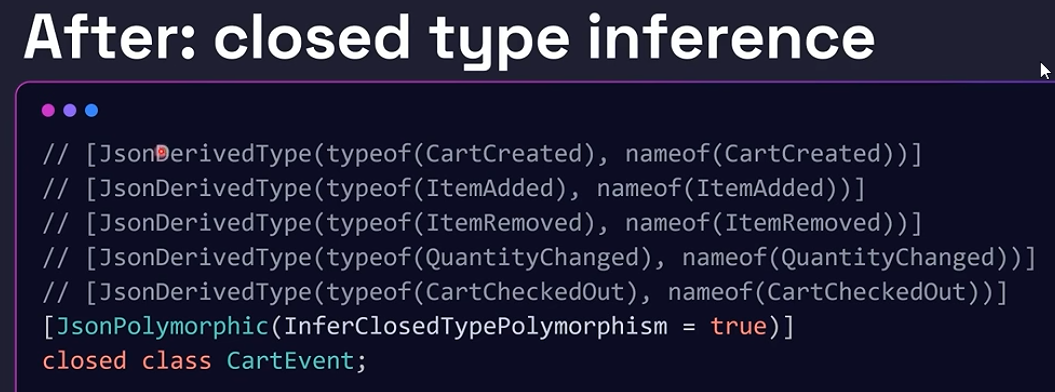 After: closed type inference
// [JsonDerivedType(typeof(CartCreated), nameof(CartCreated))]
// [JsonDerivedType(typeof(ItemAdded), nameof(ItemAdded))]
// [JsonDerivedType(typeof(ItemRemoved), nameof(ItemRemoved))]
// [JsonDerivedType(typeof(QuantityChanged), nameof(QuantityChanged))]
// [JsonDerivedType(typeof(CartCheckedOut), nameof(CartCheckedOut))]
[JsonPolymorphic(InferClosedTypePolymorphism = true)]
closed class CartEvent;